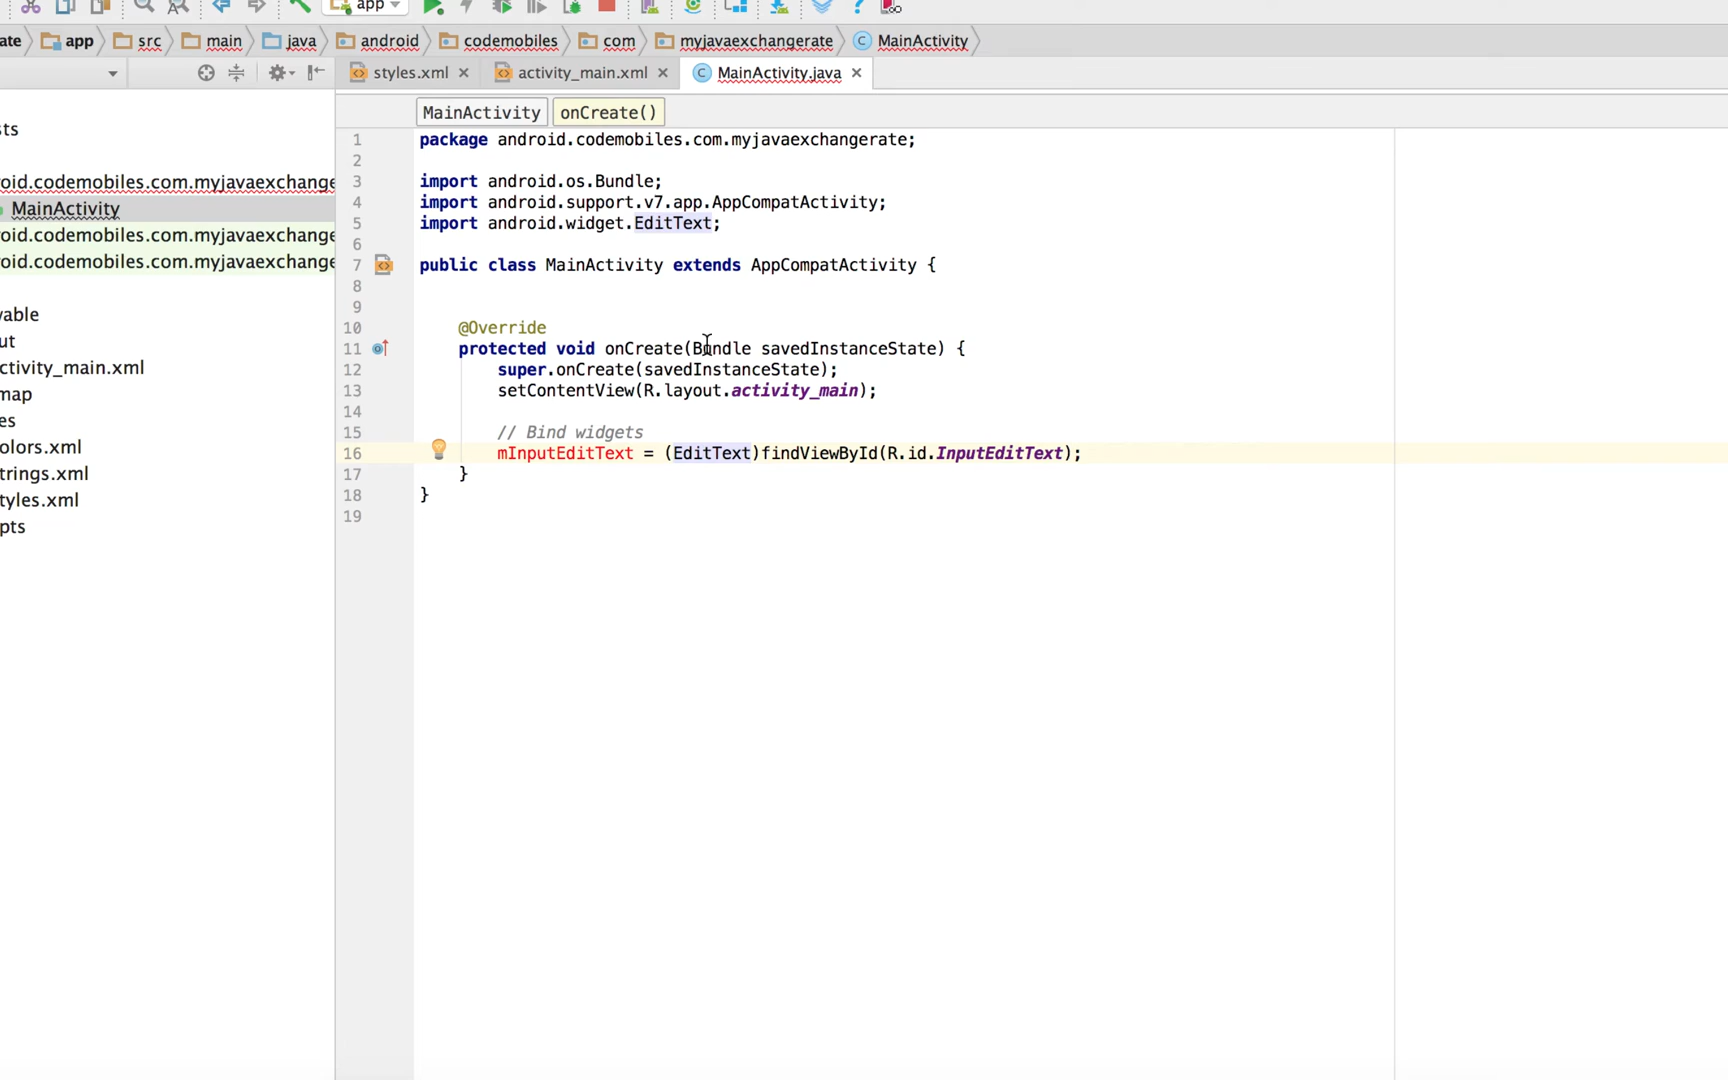 app
ate app src main java android codemobiles com myjavaexchangerate MainActivity
styles.xml activity_main.xml MainActivity.java
MainActivity onCreate()
sts
oid.codemobiles.com.myjavaexchange
MainActivity
oid.codemobiles.com.myjavaexchange
oid.codemobiles.com.myjavaexchange
vable
ut
ctivity_main.xml
map
es
olors.xml
trings.xml
tyles.xml
pts
1 package android.codemobiles.com.myjavaexchangerate;
2
3 import android.os.Bundle;
4 import android.support.v7.app.AppCompatActivity;
5 import android.widget.EditText;
6
7 public class MainActivity extends AppCompatActivity {
8
9
10 @Override
11 protected void onCreate(Bundle savedInstanceState) {
12 super.onCreate(savedInstanceState);
13 setContentView(R.layout.activity_main);
14
15 // Bind widgets
16 mInputEditText = (EditText)findViewById(R.id.InputEditText);
17 }
18 }
19